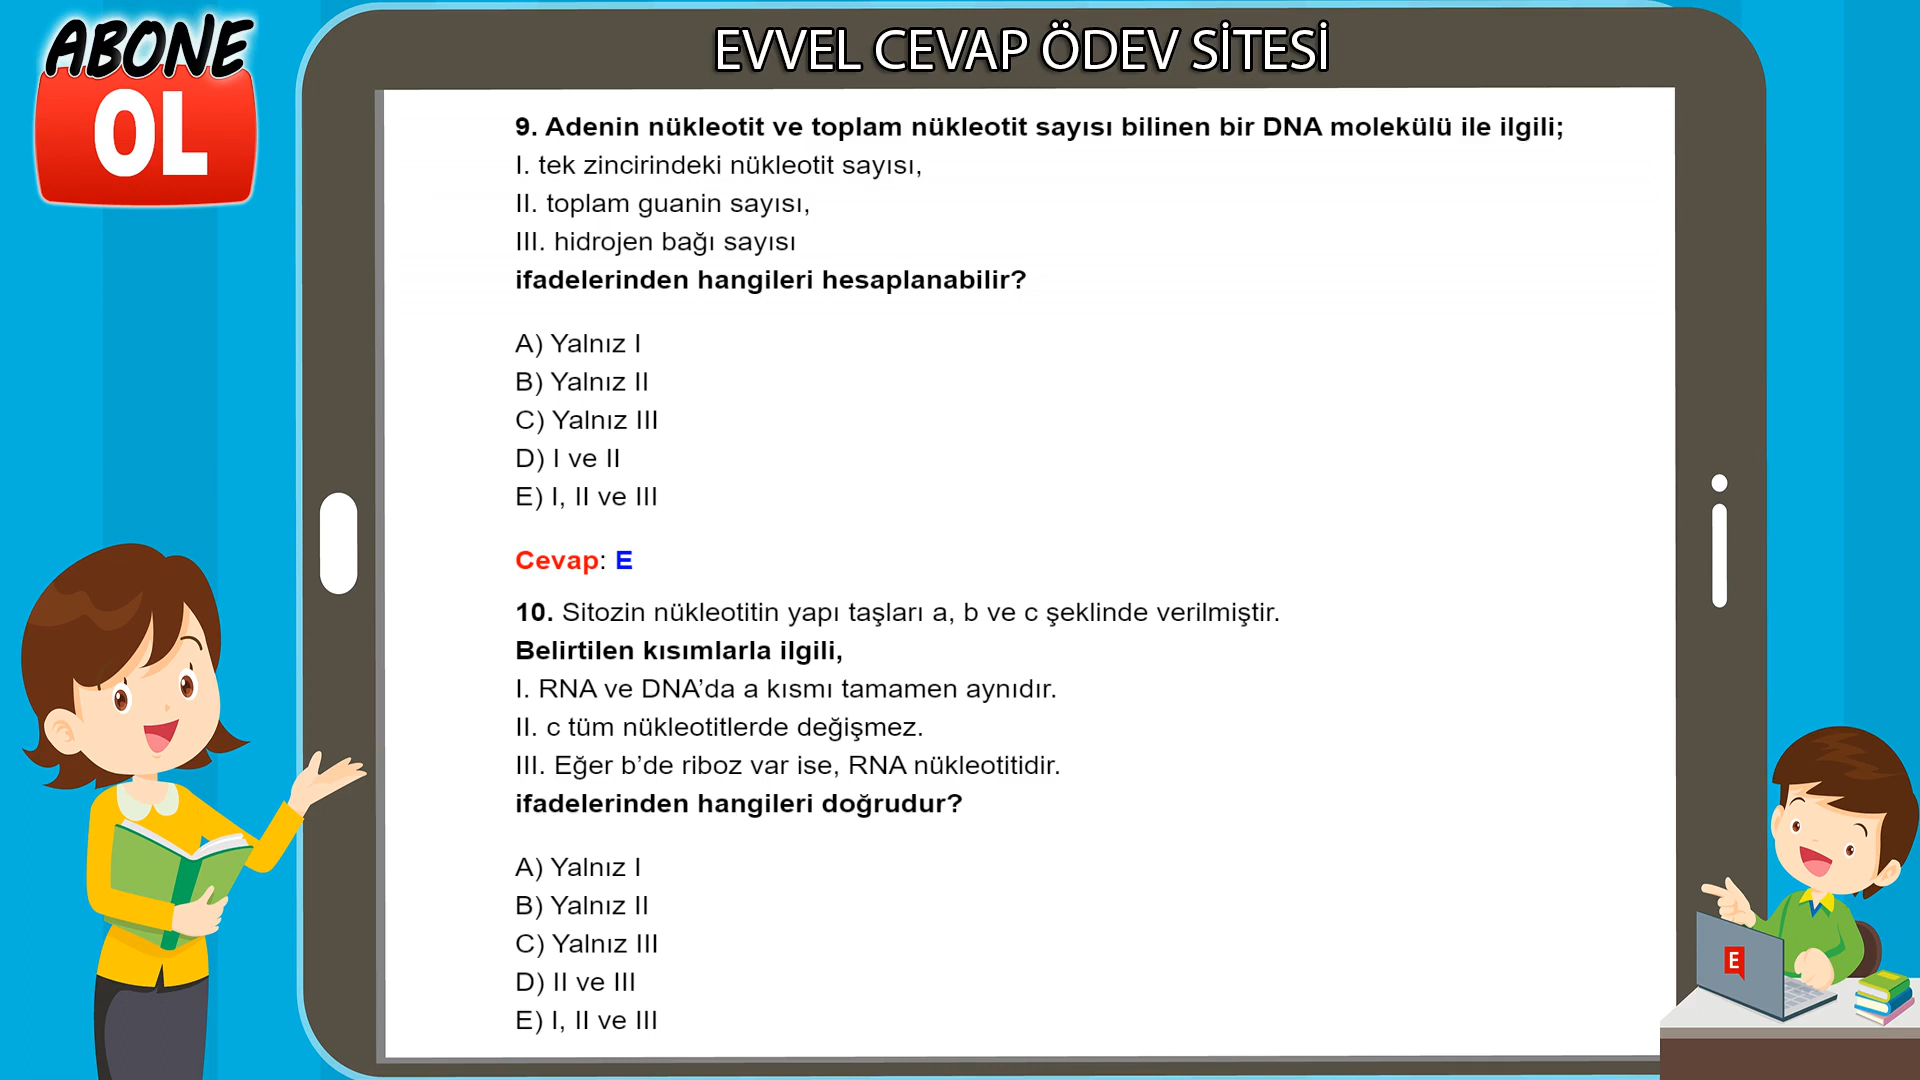 ABONE
OL
EVVEL CEVAP ÖDEV SİTESİ
9. Adenin nükleotit ve toplam nükleotit sayısı bilinen bir DNA molekülü ile ilgili;
I. tek zincirindeki nükleotit sayısı,
II. toplam guanin sayısı,
III. hidrojen bağı sayısı
ifadelerinden hangileri hesaplanabilir?
A) Yalnız I
B) Yalnız II
C) Yalnız III
D) I ve II
E) I, II ve III
Cevap: E
10. Sitozin nükleotitin yapı taşları a, b ve c şeklinde verilmiştir.
Belirtilen kısımlarla ilgili,
I. RNA ve DNA’da a kısmı tamamen aynıdır.
II. c tüm nükleotitlerde değişmez.
III. Eğer b’de riboz var ise, RNA nükleotitidir.
ifadelerinden hangileri doğrudur?
A) Yalnız I
B) Yalnız II
C) Yalnız III
D) II ve III
E) I, II ve III
E